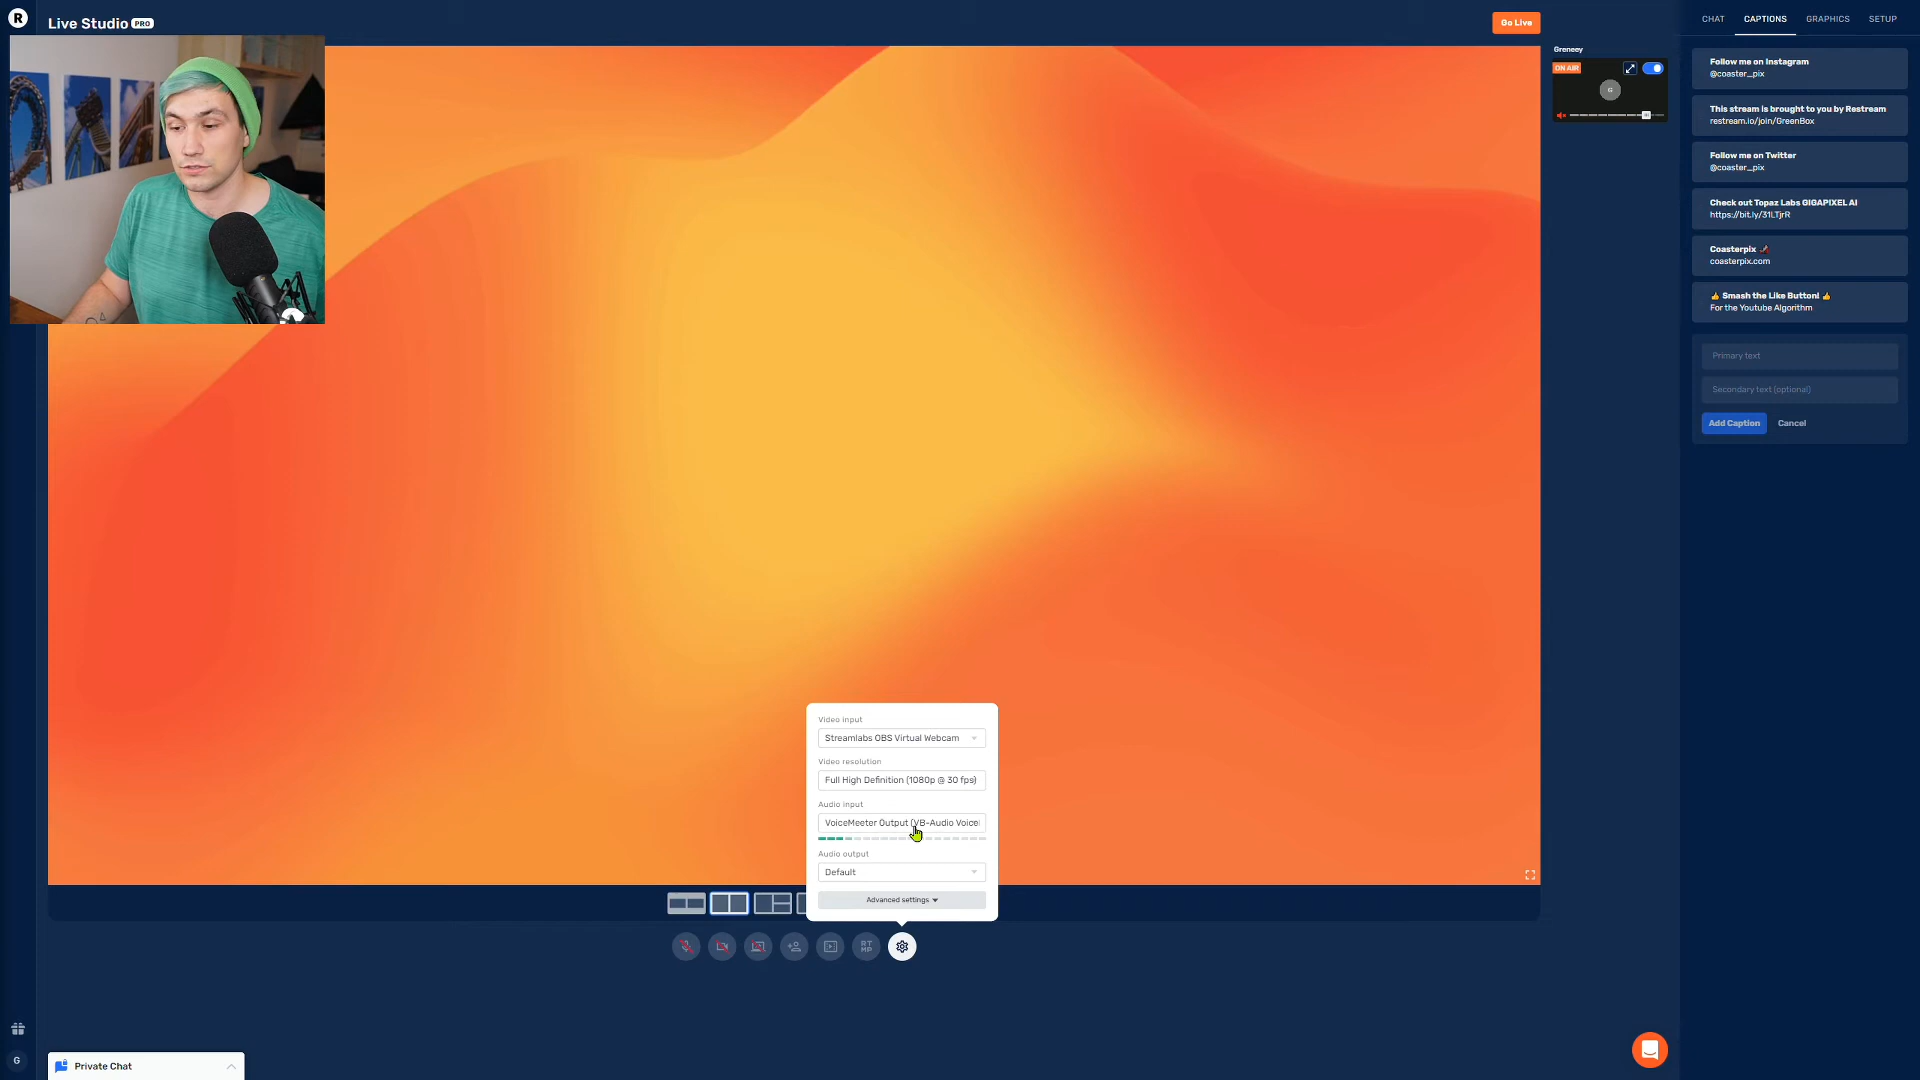 R
Live Studio PRO
Go Live
CHAT
CAPTIONS
GRAPHICS
SETUP
Greneey
ON AIR
G
Follow me on Instagram
@coaster_pix
This stream is brought to you by Restream
restream.io/join/GreenBox
Follow me on Twitter
@coaster_pix
Check out Topaz Labs GIGAPIXEL AI
https://bit.ly/31LTjrR
Coasterpix
coasterpix.com
👍 Smash the Like Button! 👍
For the Youtube Algorithm
Primary text
Secondary text (optional)
Add Caption
Cancel
Video input
Streamlabs OBS Virtual Webcam
Video resolution
Full High Definition (1080p @ 30 fps)
Audio input
VoiceMeeter Output (VB-Audio Voice
Audio output
Default
Advanced settings
RT
MP
G
Private Chat